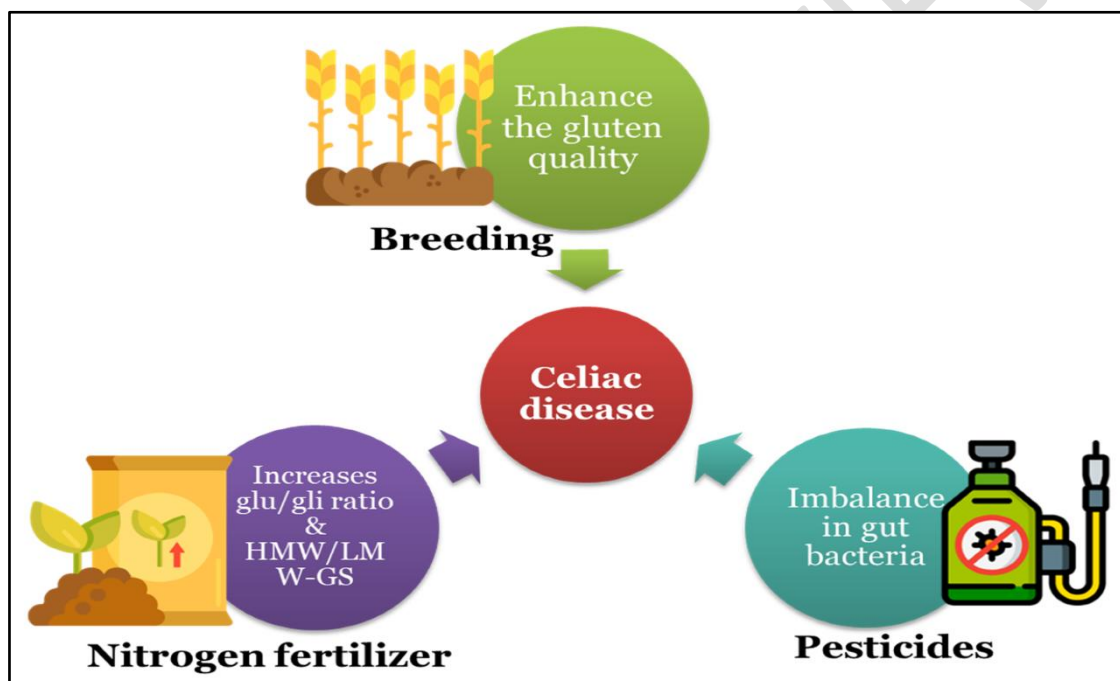 Enhance
the gluten
quality
Breeding
Celiac
disease
Increases
glu/gli ratio
&
HMW/LM
W-GS
Nitrogen fertilizer
Imbalance
in gut
bacteria
Pesticides